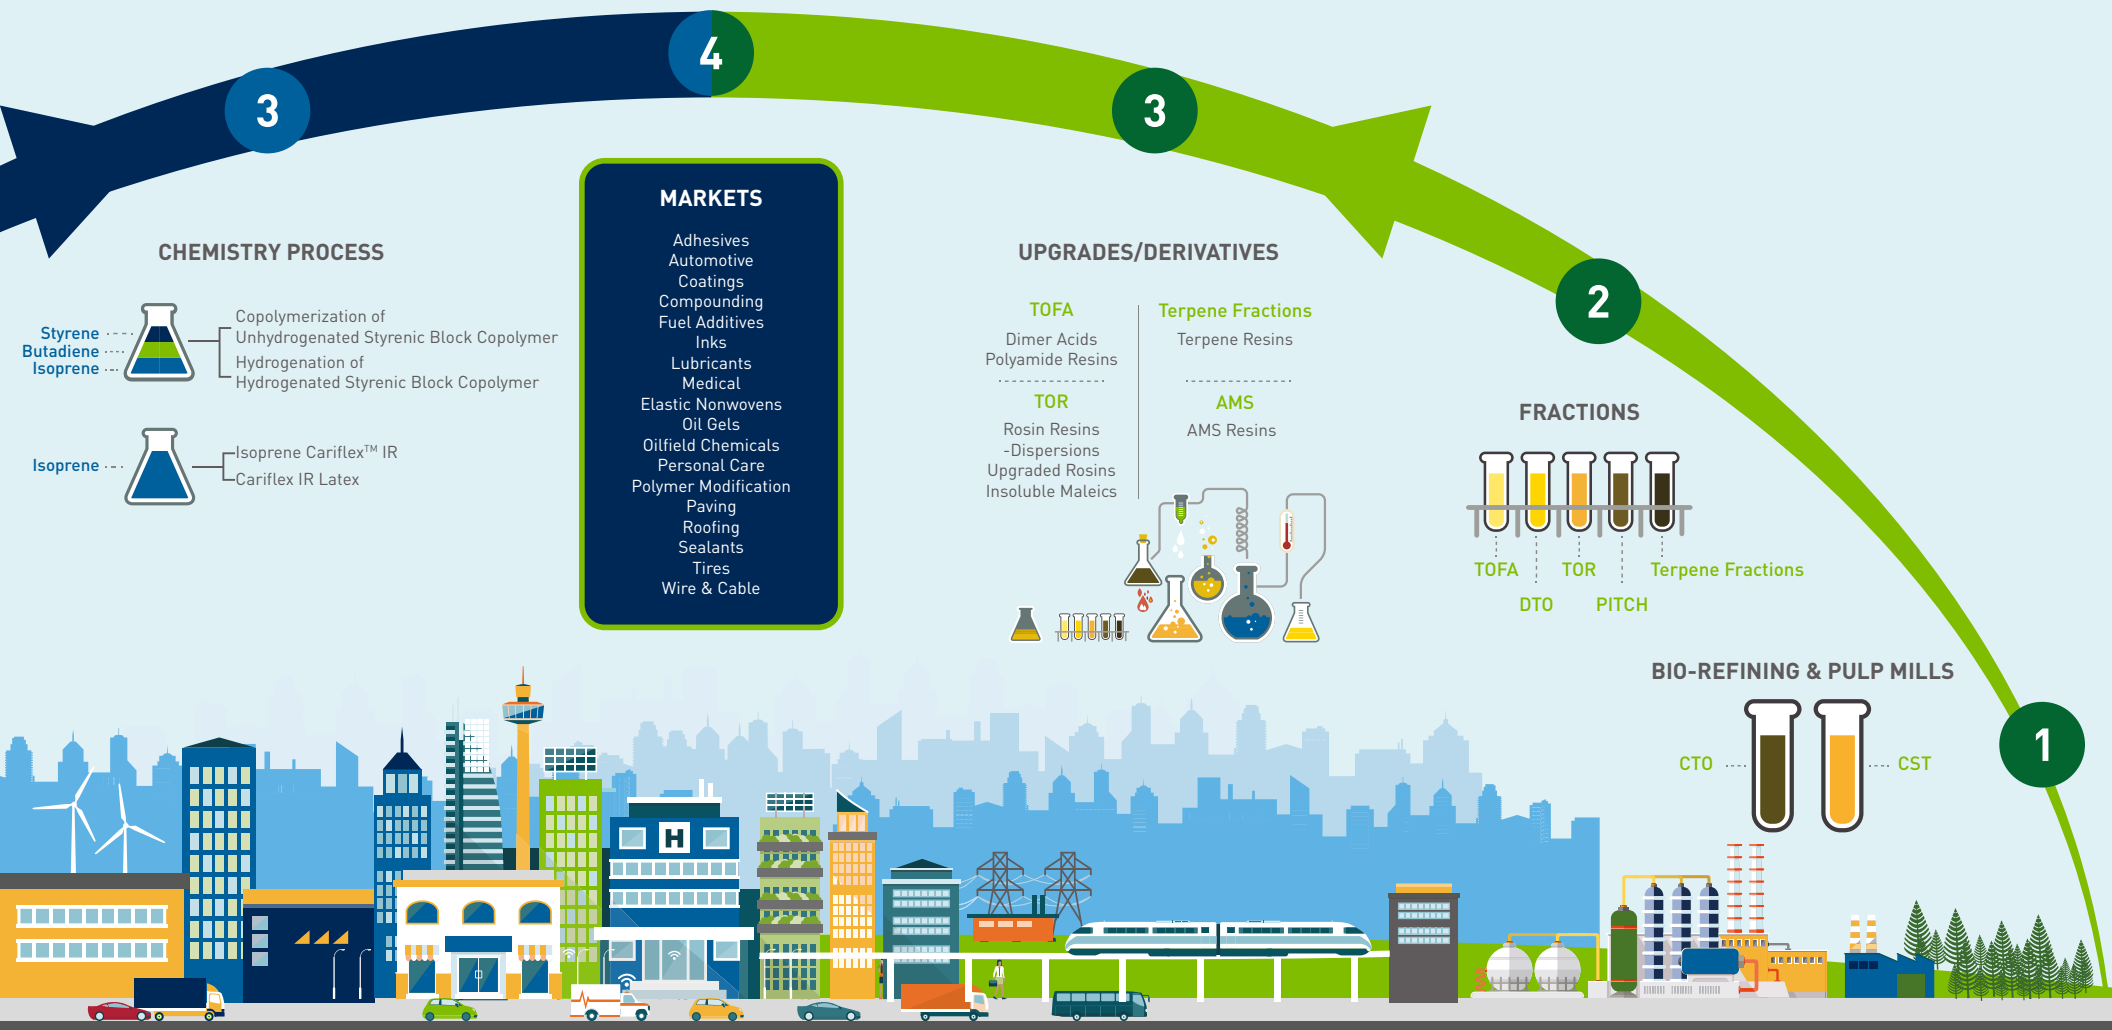 4
3
3
2
1
CHEMISTRY PROCESS
Styrene
Butadiene
Isoprene
Copolymerization of
Unhydrogenated Styrenic Block Copolymer
Hydrogenation of
Hydrogenated Styrenic Block Copolymer
Isoprene
Isoprene Cariflex™ IR
Cariflex IR Latex
MARKETS
Adhesives
Automotive
Coatings
Compounding
Fuel Additives
Inks
Lubricants
Medical
Elastic Nonwovens
Oil Gels
Oilfield Chemicals
Personal Care
Polymer Modification
Paving
Roofing
Sealants
Tires
Wire & Cable
UPGRADES/DERIVATIVES
TOFA
Dimer Acids
Polyamide Resins
TOR
Rosin Resins
-Dispersions
Upgraded Rosins
Insoluble Maleics
Terpene Fractions
Terpene Resins
AMS
AMS Resins
FRACTIONS
TOFA
TOR
Terpene Fractions
DTO
PITCH
BIO-REFINING & PULP MILLS
CTO
CST
H